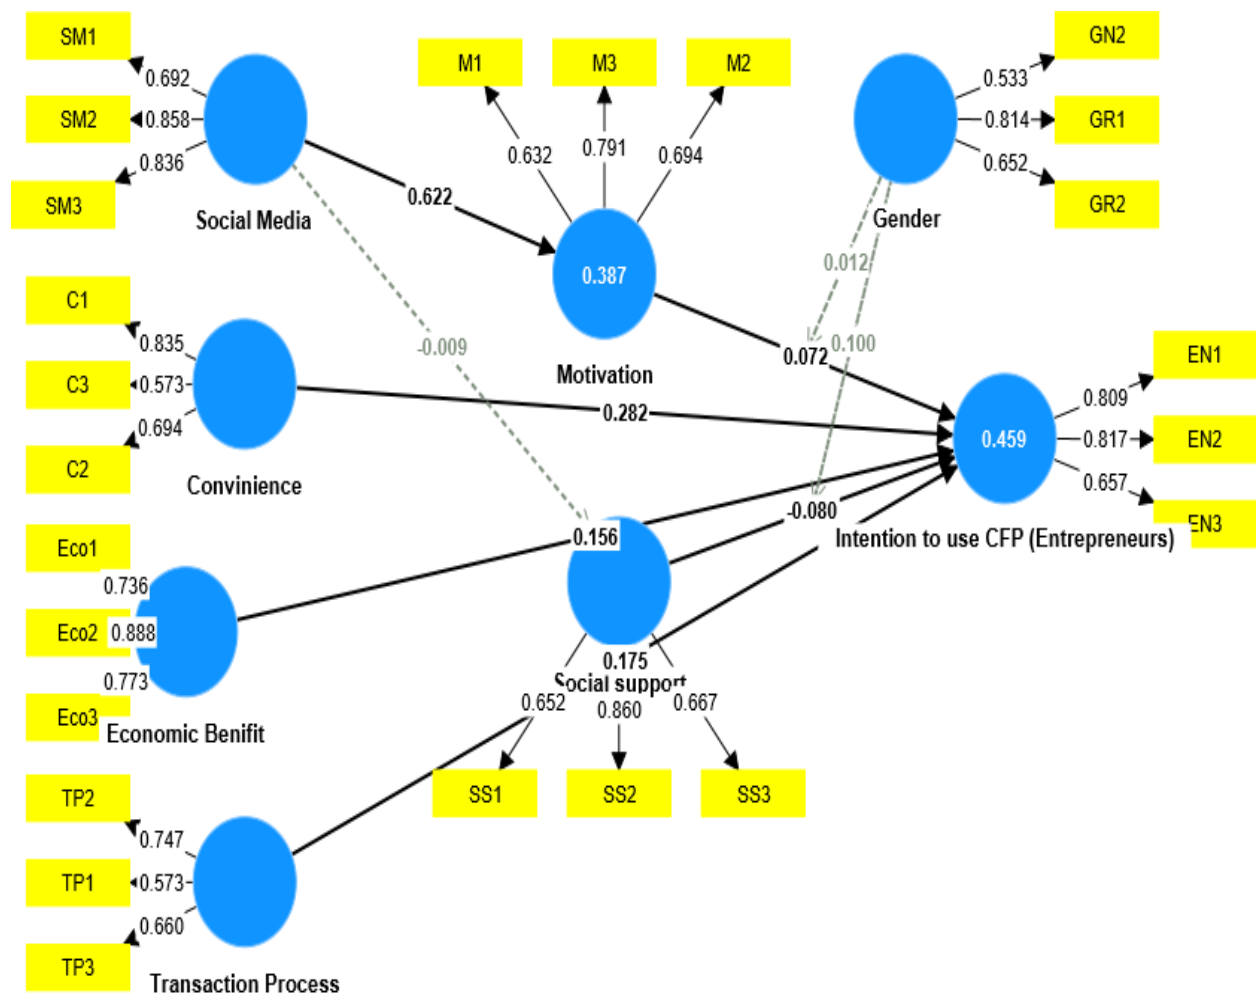 SM1
0.692
SM2
0.858
0.836
SM3
Social Media
M1
M3
M2
0.632
0.791
0.694
0.622
0.387
Motivation
GN2
0.533
GR1
0.814
0.652
GR2
Gender
0.012
0.100
0.072
-0.009
C1
0.835
C3
0.573
0.694
C2
Convinience
0.282
EN1
0.809
EN2
0.817
0.657
EN3
0.459
Intention to use CFP (Entrepreneurs)
-0.080
0.156
Eco1
0.736
Eco2
0.888
0.773
Eco3
Economic Benifit
0.175
Social support
0.652
0.860
0.667
SS1
SS2
SS3
TP2
0.747
TP1
0.573
0.660
TP3
Transaction Process